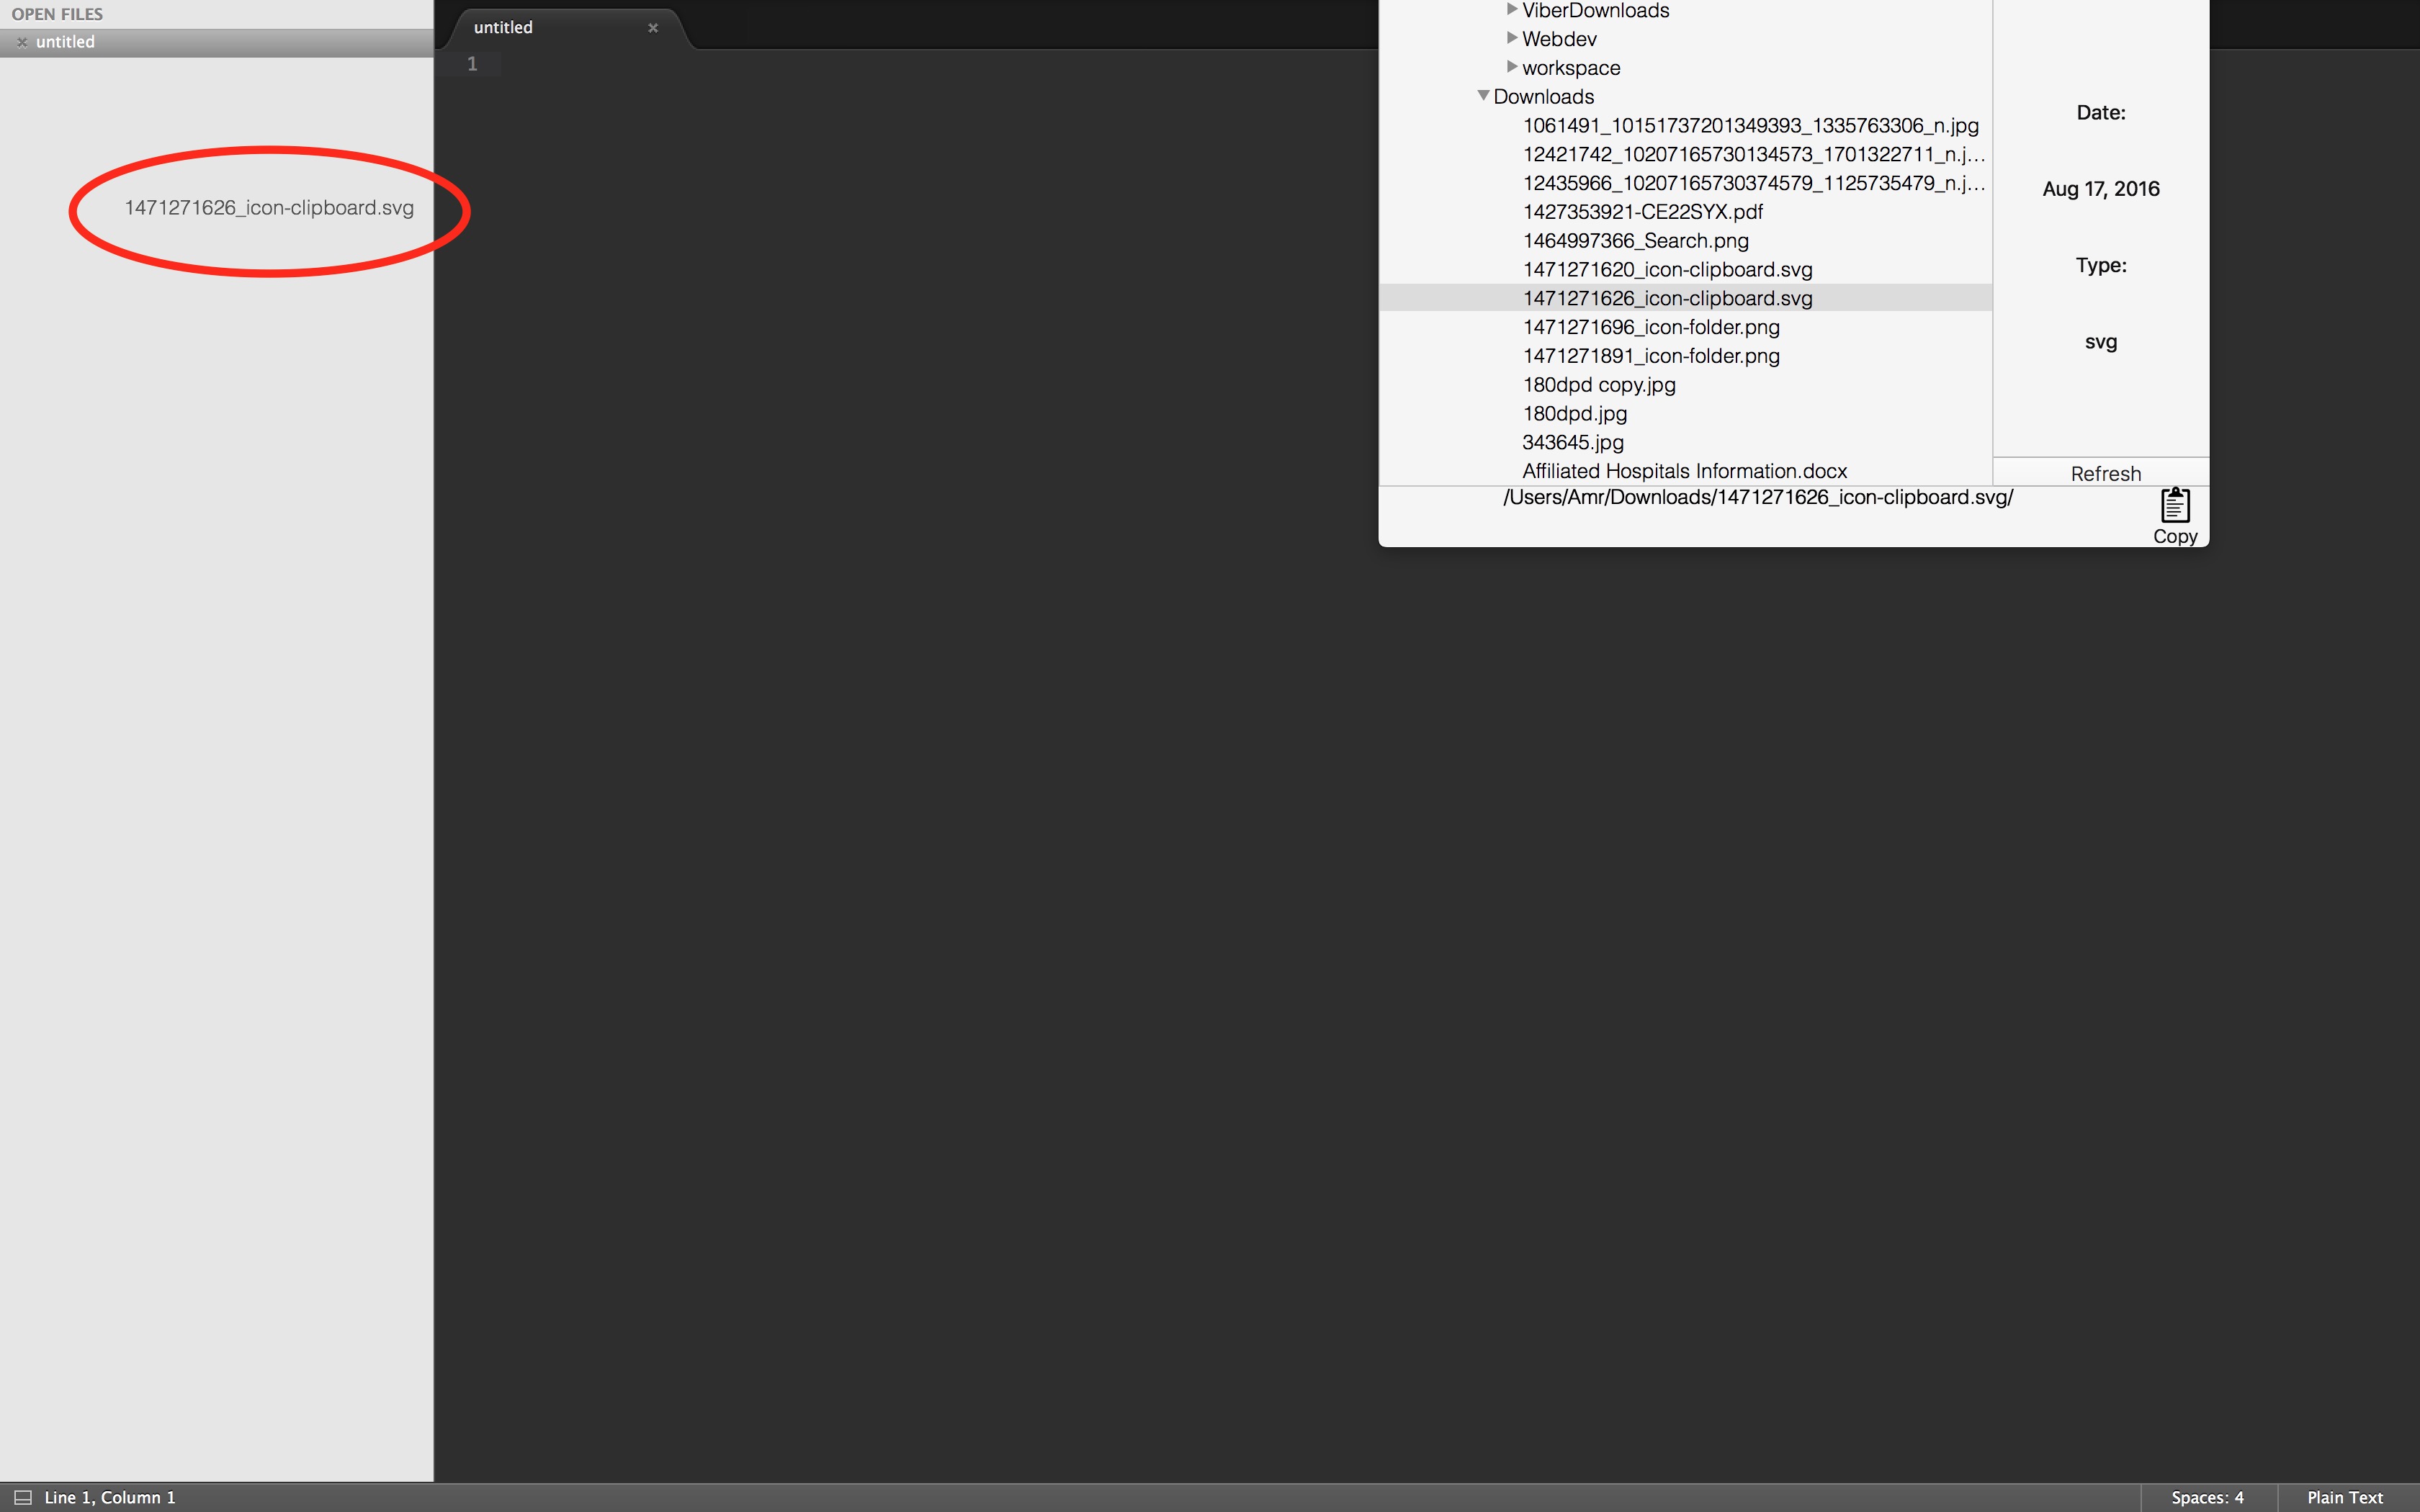 OPEN FILES
untitled
1471271626_icon-clipboard.svg
untitled
1
ViberDownloads
Webdev
workspace
Downloads
1061491_10151737201349393_1335763306_n.jpg
12421742_10207165730134573_1701322711_n.j...
12435966_10207165730374579_1125735479_n.j...
1427353921-CE22SYX.pdf
1464997366_Search.png
1471271620_icon-clipboard.svg
1471271626_icon-clipboard.svg
1471271696_icon-folder.png
1471271891_icon-folder.png
180dpd copy.jpg
180dpd.jpg
343645.jpg
Affiliated Hospitals Information.docx
Date:
Aug 17, 2016
Type:
svg
Refresh
/Users/Amr/Downloads/1471271626_icon-clipboard.svg/
Copy
Line 1, Column 1
Spaces: 4
Plain Text